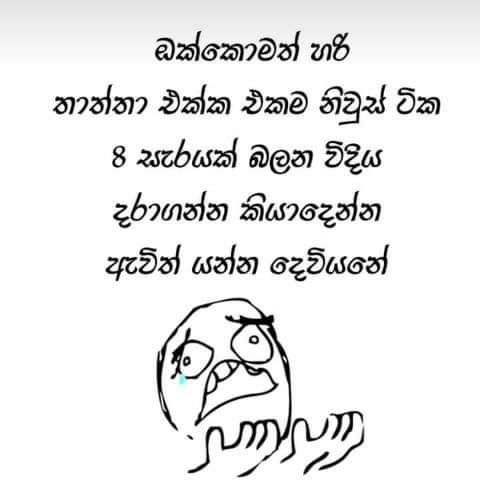 ඔක්කොමත් හරි
තාත්තා එක්ක එකම නිවුස් ටික
8 සැරයක් බලන විදිය
දරාගන්න කියාදෙන්න
ඇවිත් යන්න දෙවියනේ